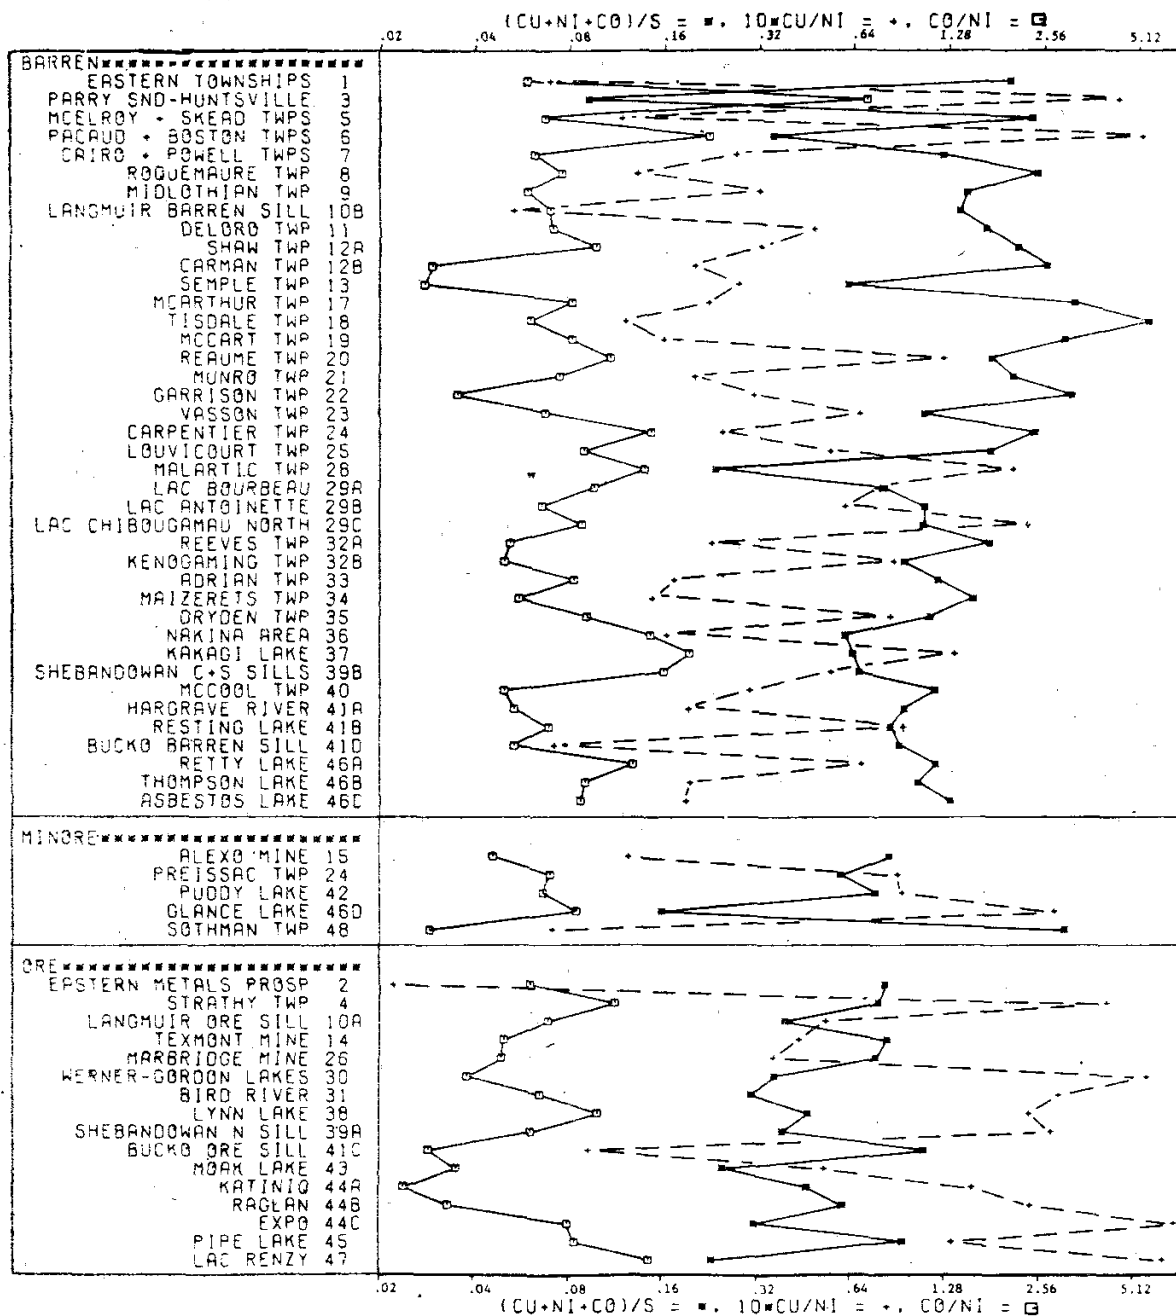 (CU+NI+CO)/S = ✱, 10✱CU/NI = +, CO/NI = ⊡
.02 .04 .08 .16 .32 .64 1.28 2.56 5.12
BARREN✱✱✱✱✱✱✱✱✱✱✱✱✱✱✱✱✱✱✱✱
EASTERN TOWNSHIPS 1
PARRY SND-HUNTSVILLE 3
MCELROY + SKEAD TWPS 5
PACAUD + BOSTON TWPS 6
CAIRO + POWELL TWPS 7
ROQUEMAURE TWP 8
MIDLOTHIAN TWP 9
LANGMUIR BARREN SILL 10B
DELORO TWP 11
SHAW TWP 12A
CARMAN TWP 12B
SEMPLE TWP 13
MCARTHUR TWP 17
TISDALE TWP 18
MCCART TWP 19
REAUME TWP 20
MUNRO TWP 21
GARRISON TWP 22
VASSON TWP 23
CARPENTIER TWP 24
LOUVICOURT TWP 25
MALARTIC TWP 28
LAC BOURBEAU 29A
LAC ANTOINETTE 29B
LAC CHIBOUGAMAU NORTH 29C
REEVES TWP 32A
KENOGAMING TWP 32B
ADRIAN TWP 33
MAIZERETS TWP 34
DRYDEN TWP 35
NAKINA AREA 36
KAKAGI LAKE 37
SHEBANDOWAN C+S SILLS 39B
MCCOOL TWP 40
HARGRAVE RIVER 41A
RESTING LAKE 41B
BUCKO BARREN SILL 41D
RETTY LAKE 46A
THOMPSON LAKE 46B
ASBESTOS LAKE 46C
MINORE✱✱✱✱✱✱✱✱✱✱✱✱✱✱✱✱✱✱✱✱
ALEXO MINE 15
PREISSAC TWP 24
PUDDY LAKE 42
GLANCE LAKE 46D
SOTHMAN TWP 48
ORE✱✱✱✱✱✱✱✱✱✱✱✱✱✱✱✱✱✱✱✱✱✱✱
EASTERN METALS PROSP 2
STRATHY TWP 4
LANGMUIR ORE SILL 10A
TEXMONT MINE 14
MARBRIDGE MINE 26
WERNER-GORDON LAKES 30
BIRD RIVER 31
LYNN LAKE 38
SHEBANDOWAN N SILL 39A
BUCKO ORE SILL 41C
MOAK LAKE 43
KATINIQ 44A
RAGLAN 44B
EXPO 44C
PIPE LAKE 45
LAC RENZY 47
.02 .04 .08 .16 .32 .64 1.28 2.56 5.12
(CU+NI+CO)/S = ✱, 10✱CU/NI = +, CO/NI = ⊡